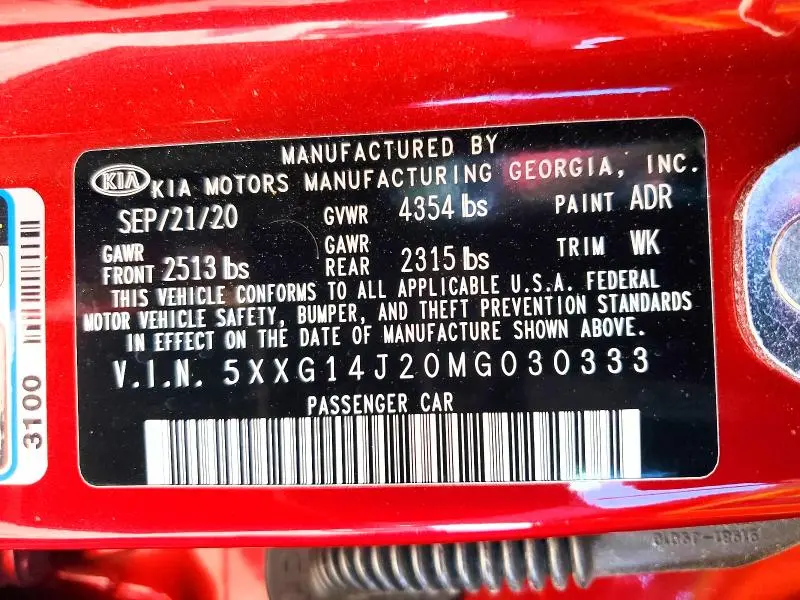 MANUFACTURED BY
KIA KIA MOTORS MANUFACTURING GEORGIA, INC.
SEP/21/20 GVWR 4354 lbs PAINT ADR
GAWR FRONT 2513 lbs GAWR REAR 2315 lbs TRIM WK
THIS VEHICLE CONFORMS TO ALL APPLICABLE U.S.A. FEDERAL
MOTOR VEHICLE SAFETY, BUMPER, AND THEFT PREVENTION STANDARDS
IN EFFECT ON THE DATE OF MANUFACTURE SHOWN ABOVE.
V.I.N. 5XXG14J20MG030333
PASSENGER CAR
3100